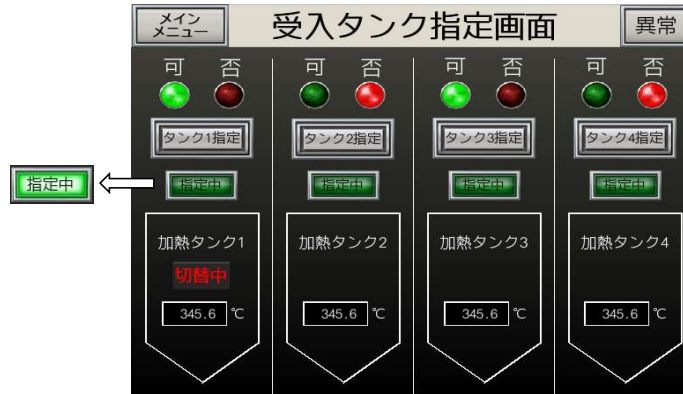 メイン
メニュー
受入タンク指定画面
異常
可 否
可 否
可 否
可 否
タンク1指定
タンク2指定
タンク3指定
タンク4指定
指定中
指定中
指定中
指定中
指定中
加熱タンク1
加熱タンク2
加熱タンク3
加熱タンク4
切替中
345.6 ℃
345.6 ℃
345.6 ℃
345.6 ℃